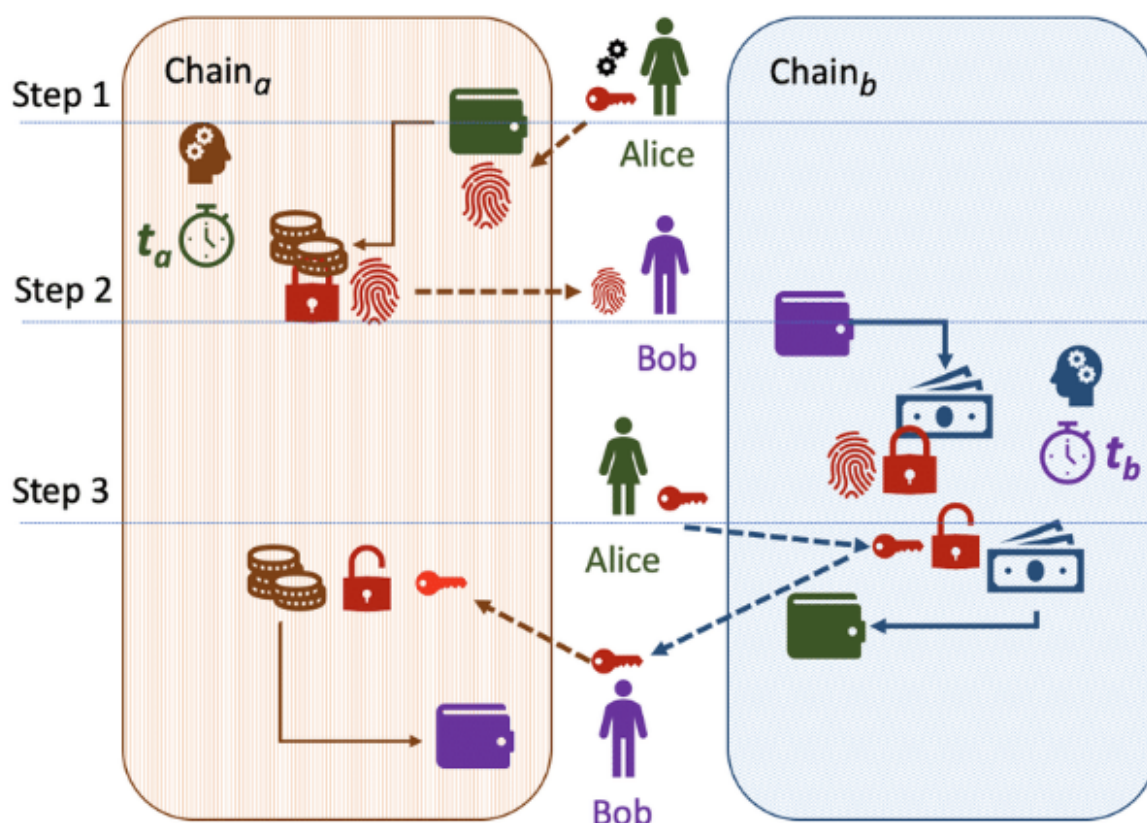 Chain_a
Chain_b
Step 1
Alice
t_a
Step 2
Bob
t_b
Step 3
Alice
Bob